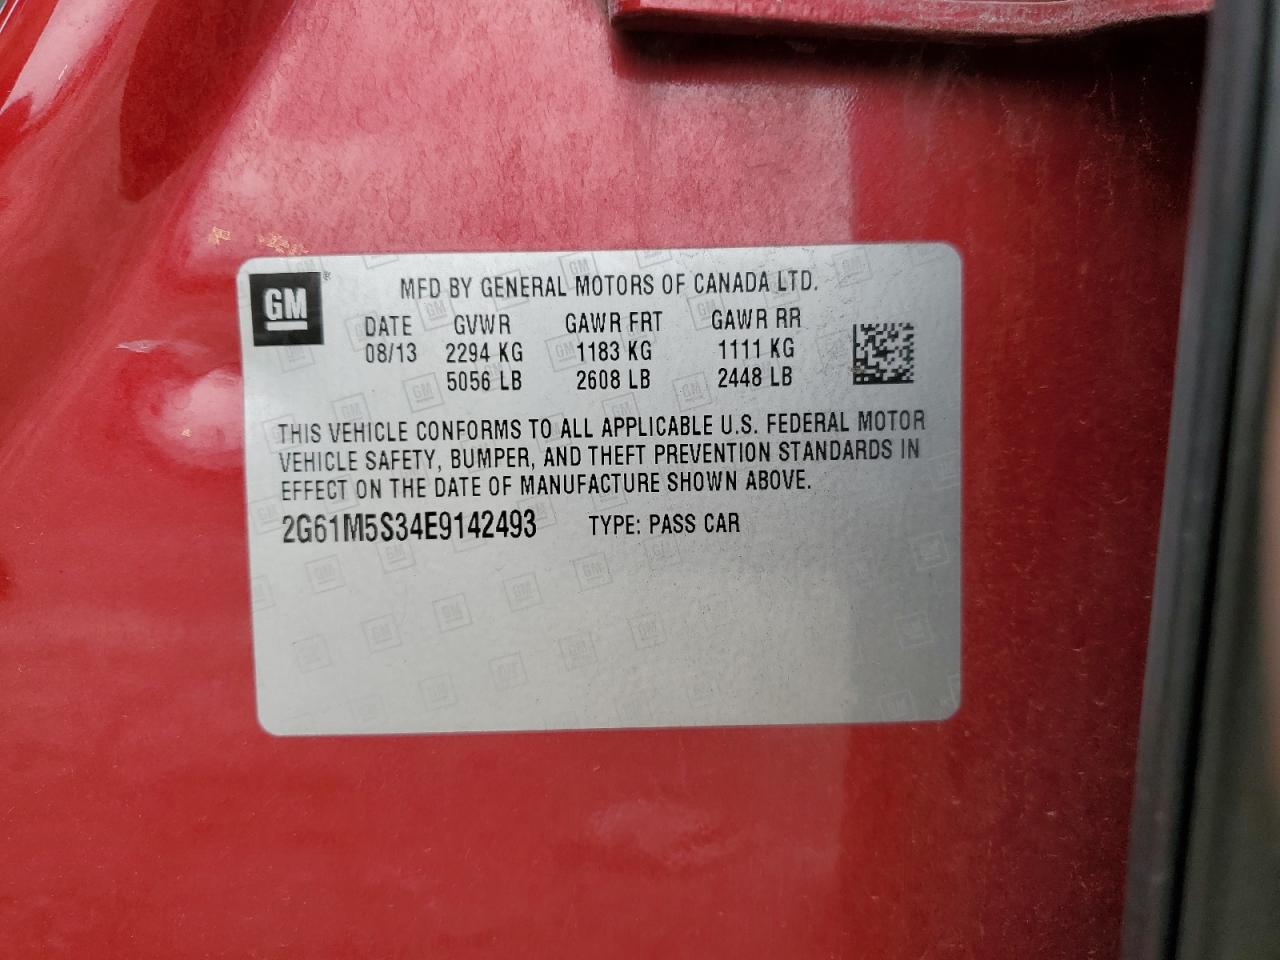 GM
MFD BY GENERAL MOTORS OF CANADA LTD.
DATE GVWR GAWR FRT GAWR RR
08/13 2294 KG 1183 KG 1111 KG
5056 LB 2608 LB 2448 LB
THIS VEHICLE CONFORMS TO ALL APPLICABLE U.S. FEDERAL MOTOR
VEHICLE SAFETY, BUMPER, AND THEFT PREVENTION STANDARDS IN
EFFECT ON THE DATE OF MANUFACTURE SHOWN ABOVE.
2G61M5S34E9142493 TYPE: PASS CAR